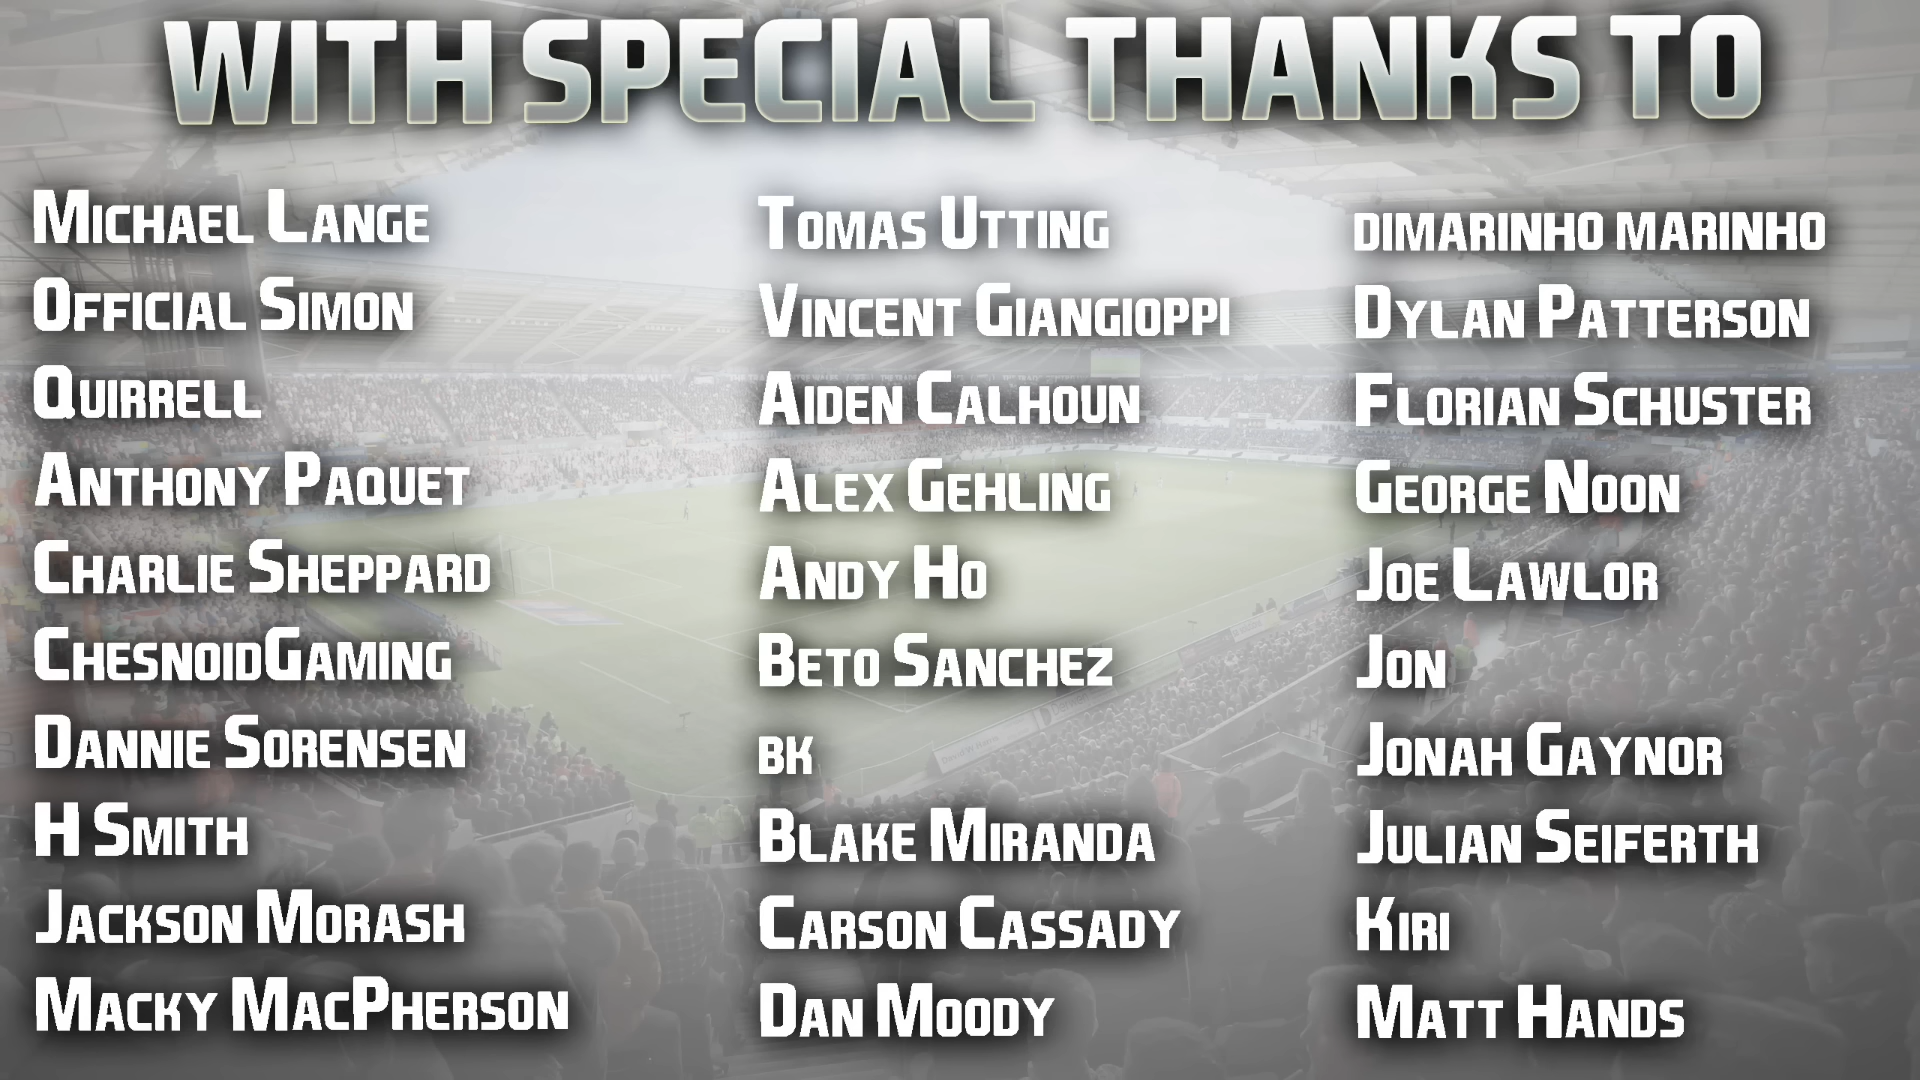 WITH SPECIAL THANKS TO
Michael Lange
Official Simon
Quirrell
Anthony Paquet
Charlie Sheppard
ChesnoidGaming
Dannie Sorensen
H Smith
Jackson Morash
Macky MacPherson
Tomas Utting
Vincent Giangioppi
Aiden Calhoun
Alex Gehling
Andy Ho
Beto Sanchez
bk
Blake Miranda
Carson Cassady
Dan Moody
dimarinho marinho
Dylan Patterson
Florian Schuster
George Noon
Joe Lawlor
Jon
Jonah Gaynor
Julian Seiferth
Kiri
Matt Hands